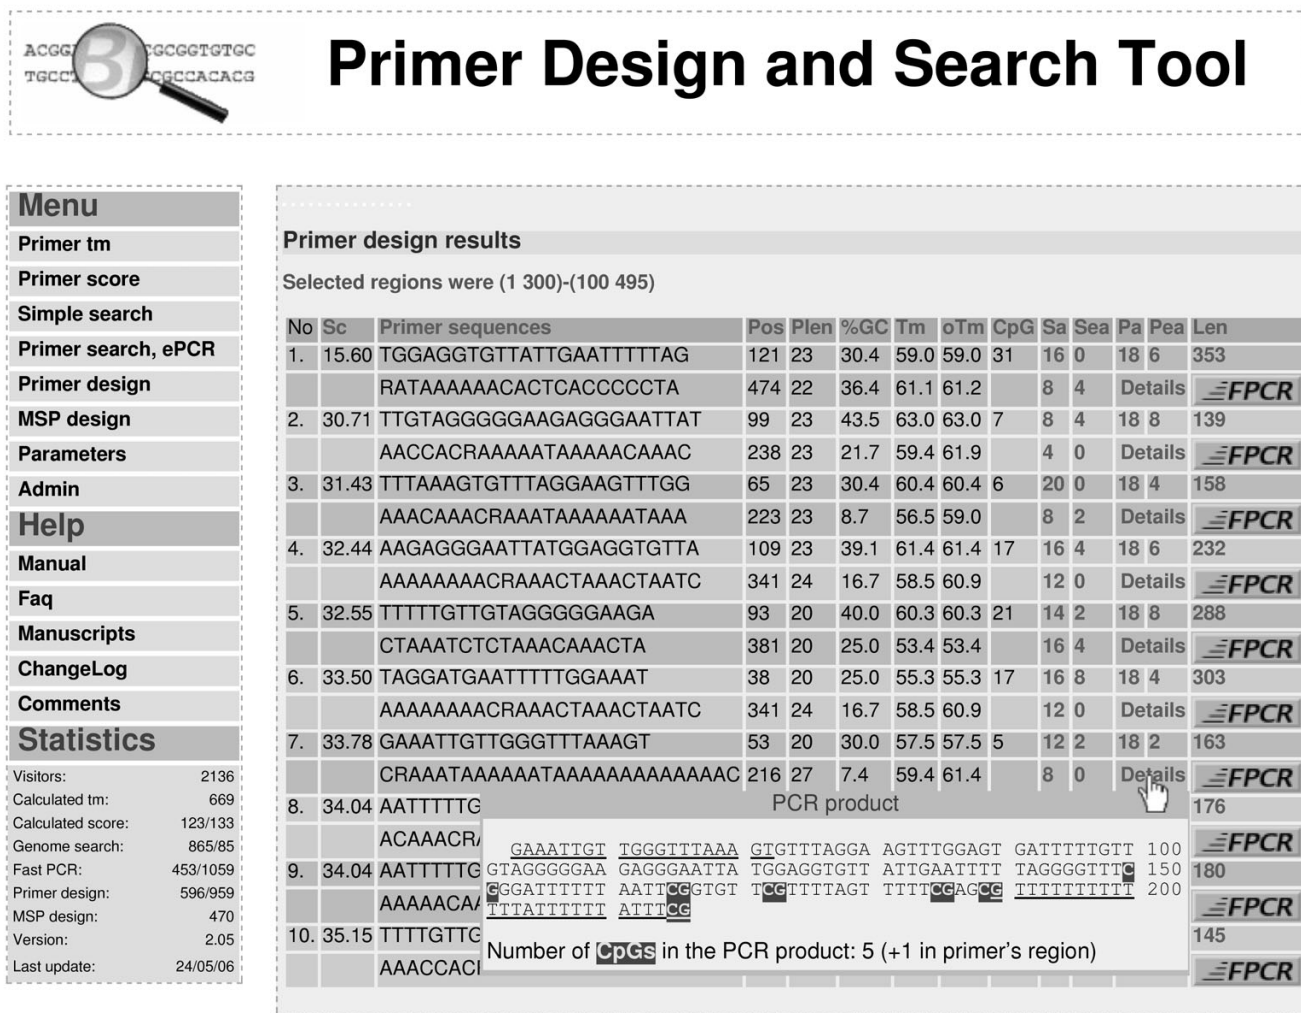 ACGG B GCGGTGTGC
TGCC CGCCACACG
Primer Design and Search Tool
Menu
Primer tm
Primer score
Simple search
Primer search, ePCR
Primer design
MSP design
Parameters
Admin
Help
Manual
Faq
Manuscripts
ChangeLog
Comments
Statistics
Visitors: 2136
Calculated tm: 669
Calculated score: 123/133
Genome search: 865/85
Fast PCR: 453/1059
Primer design: 596/959
MSP design: 470
Version: 2.05
Last update: 24/05/06
Primer design results
Selected regions were (1 300)-(100 495)
No Sc Primer sequences Pos Plen %GC Tm oTm CpG Sa Sea Pa Pea Len
1. 15.60 TGGAGGTGTTATTGAATTTTTAG 121 23 30.4 59.0 59.0 31 16 0 18 6 353
RATAAAAAACACTCACCCCCTA 474 22 36.4 61.1 61.2 8 4 Details FPCR
2. 30.71 TTGTAGGGGGAAGAGGGAATTAT 99 23 43.5 63.0 63.0 7 8 4 18 8 139
AACCACRAAAAATAAAAACAAAC 238 23 21.7 59.4 61.9 4 0 Details FPCR
3. 31.43 TTTAAAGTGTTTAGGAAGTTTGG 65 23 30.4 60.4 60.4 6 20 0 18 4 158
AAACAAACRAAATAAAAAATAAA 223 23 8.7 56.5 59.0 8 2 Details FPCR
4. 32.44 AAGAGGGAATTATGGAGGTGTTA 109 23 39.1 61.4 61.4 17 16 4 18 6 232
AAAAAAAACRAAACTAAACTAATC 341 24 16.7 58.5 60.9 12 0 Details FPCR
5. 32.55 TTTTTGTTGTAGGGGGAAGA 93 20 40.0 60.3 60.3 21 14 2 18 8 288
CTAAATCTCTAAACAAACTA 381 20 25.0 53.4 53.4 16 4 Details FPCR
6. 33.50 TAGGATGAATTTTTGGAAAT 38 20 25.0 55.3 55.3 17 16 8 18 4 303
AAAAAAAACRAAACTAAACTAATC 341 24 16.7 58.5 60.9 12 0 Details FPCR
7. 33.78 GAAATTGTTGGGTTTAAAGT 53 20 30.0 57.5 57.5 5 12 2 18 2 163
CRAAATAAAAAATAAAAAAAAAAAAAC 216 27 7.4 59.4 61.4 8 0 Details FPCR
8. 34.04 AATTTTTG 176
ACAAACR FPCR
9. 34.04 AATTTTTG 180
AAAAACA FPCR
10. 35.15 TTTTGTTG 145
AAACCAC FPCR
PCR product
GAAATTGT TGGGTTTAAA GTGTTTAGGA AGTTTGGAGT GATTTTTGTT 100
GTAGGGGGAA GAGGGAATTA TGGAGGTGTT ATTGAATTTT TAGGGGTTTC 150
GGGATTTTTT AATTCGGTGT TCGTTTTAGT TTTTCGAGCG TTTTTTTTTT 200
TTTATTTTTT ATTTCG
Number of CpGs in the PCR product: 5 (+1 in primer's region)